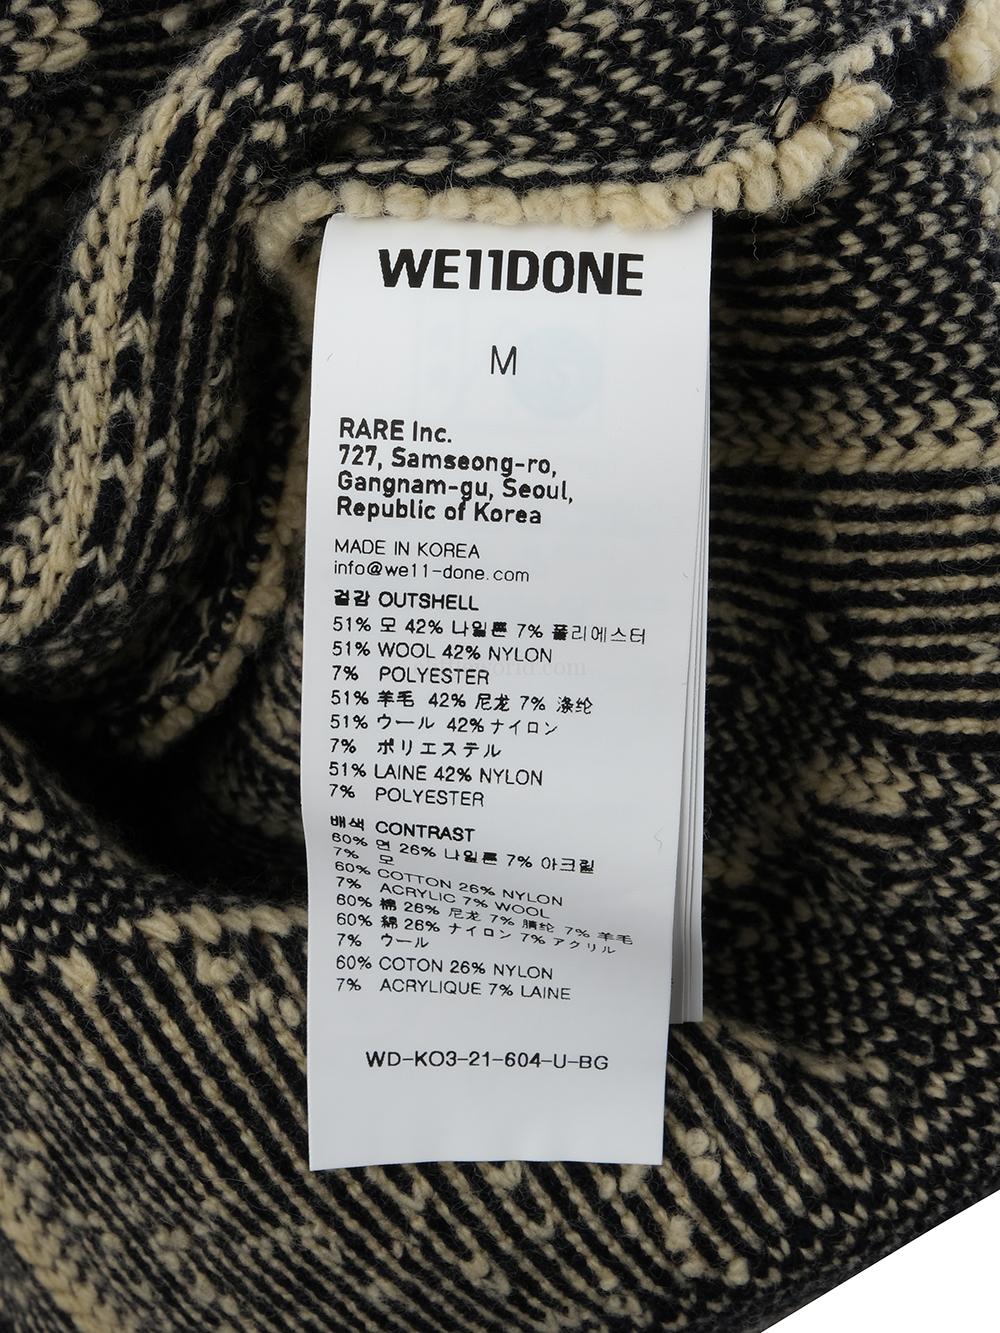 WE11DONE
M
RARE Inc.
727, Samseong-ro,
Gangnam-gu, Seoul,
Republic of Korea
MADE IN KOREA
info@we11-done.com
겉감 OUTSHELL
51% 모 42% 나일론 7% 폴리에스터
51% WOOL 42% NYLON
7% POLYESTER
51% 羊毛 42% 尼龙 7% 涤纶
51% ウール 42% ナイロン
7% ポリエステル
51% LAINE 42% NYLON
7% POLYESTER
배색 CONTRAST
60% 면 26% 나일론 7% 아크릴
7% 모
60% COTTON 26% NYLON
7% ACRYLIC 7% WOOL
60% 棉 26% 尼龙 7% 腈纶 7% 羊毛
60% 綿 26% ナイロン 7% アクリル
7% ウール
60% COTON 26% NYLON
7% ACRYLIQUE 7% LAINE
WD-KO3-21-604-U-BG